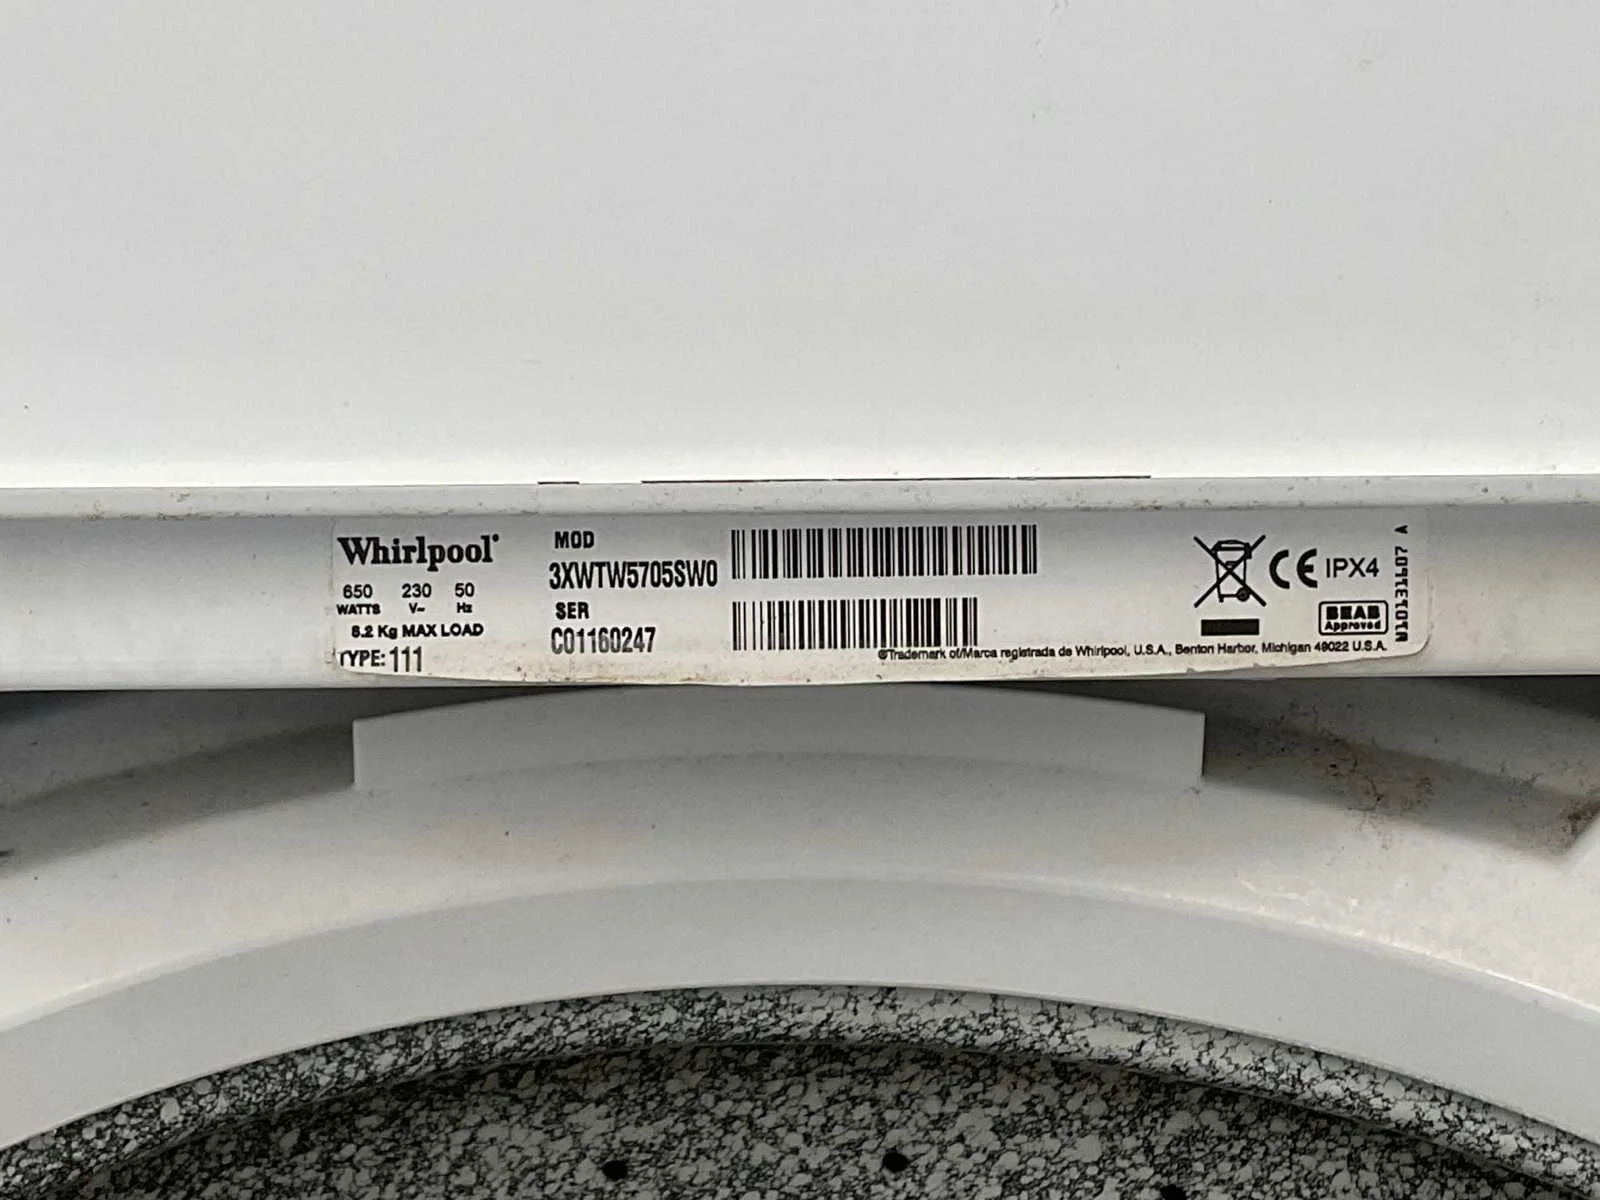 Whirlpool®
650 230 50
WATTS V~ Hz
8.2 Kg MAX LOAD
TYPE: 111
MOD
3XWTW5705SW0
SER
C01160247
CE IPX4
BEAB
Approved
W10131607 A
®Trademark of/Marca registrada de Whirlpool, U.S.A., Benton Harbor, Michigan 49022 U.S.A.